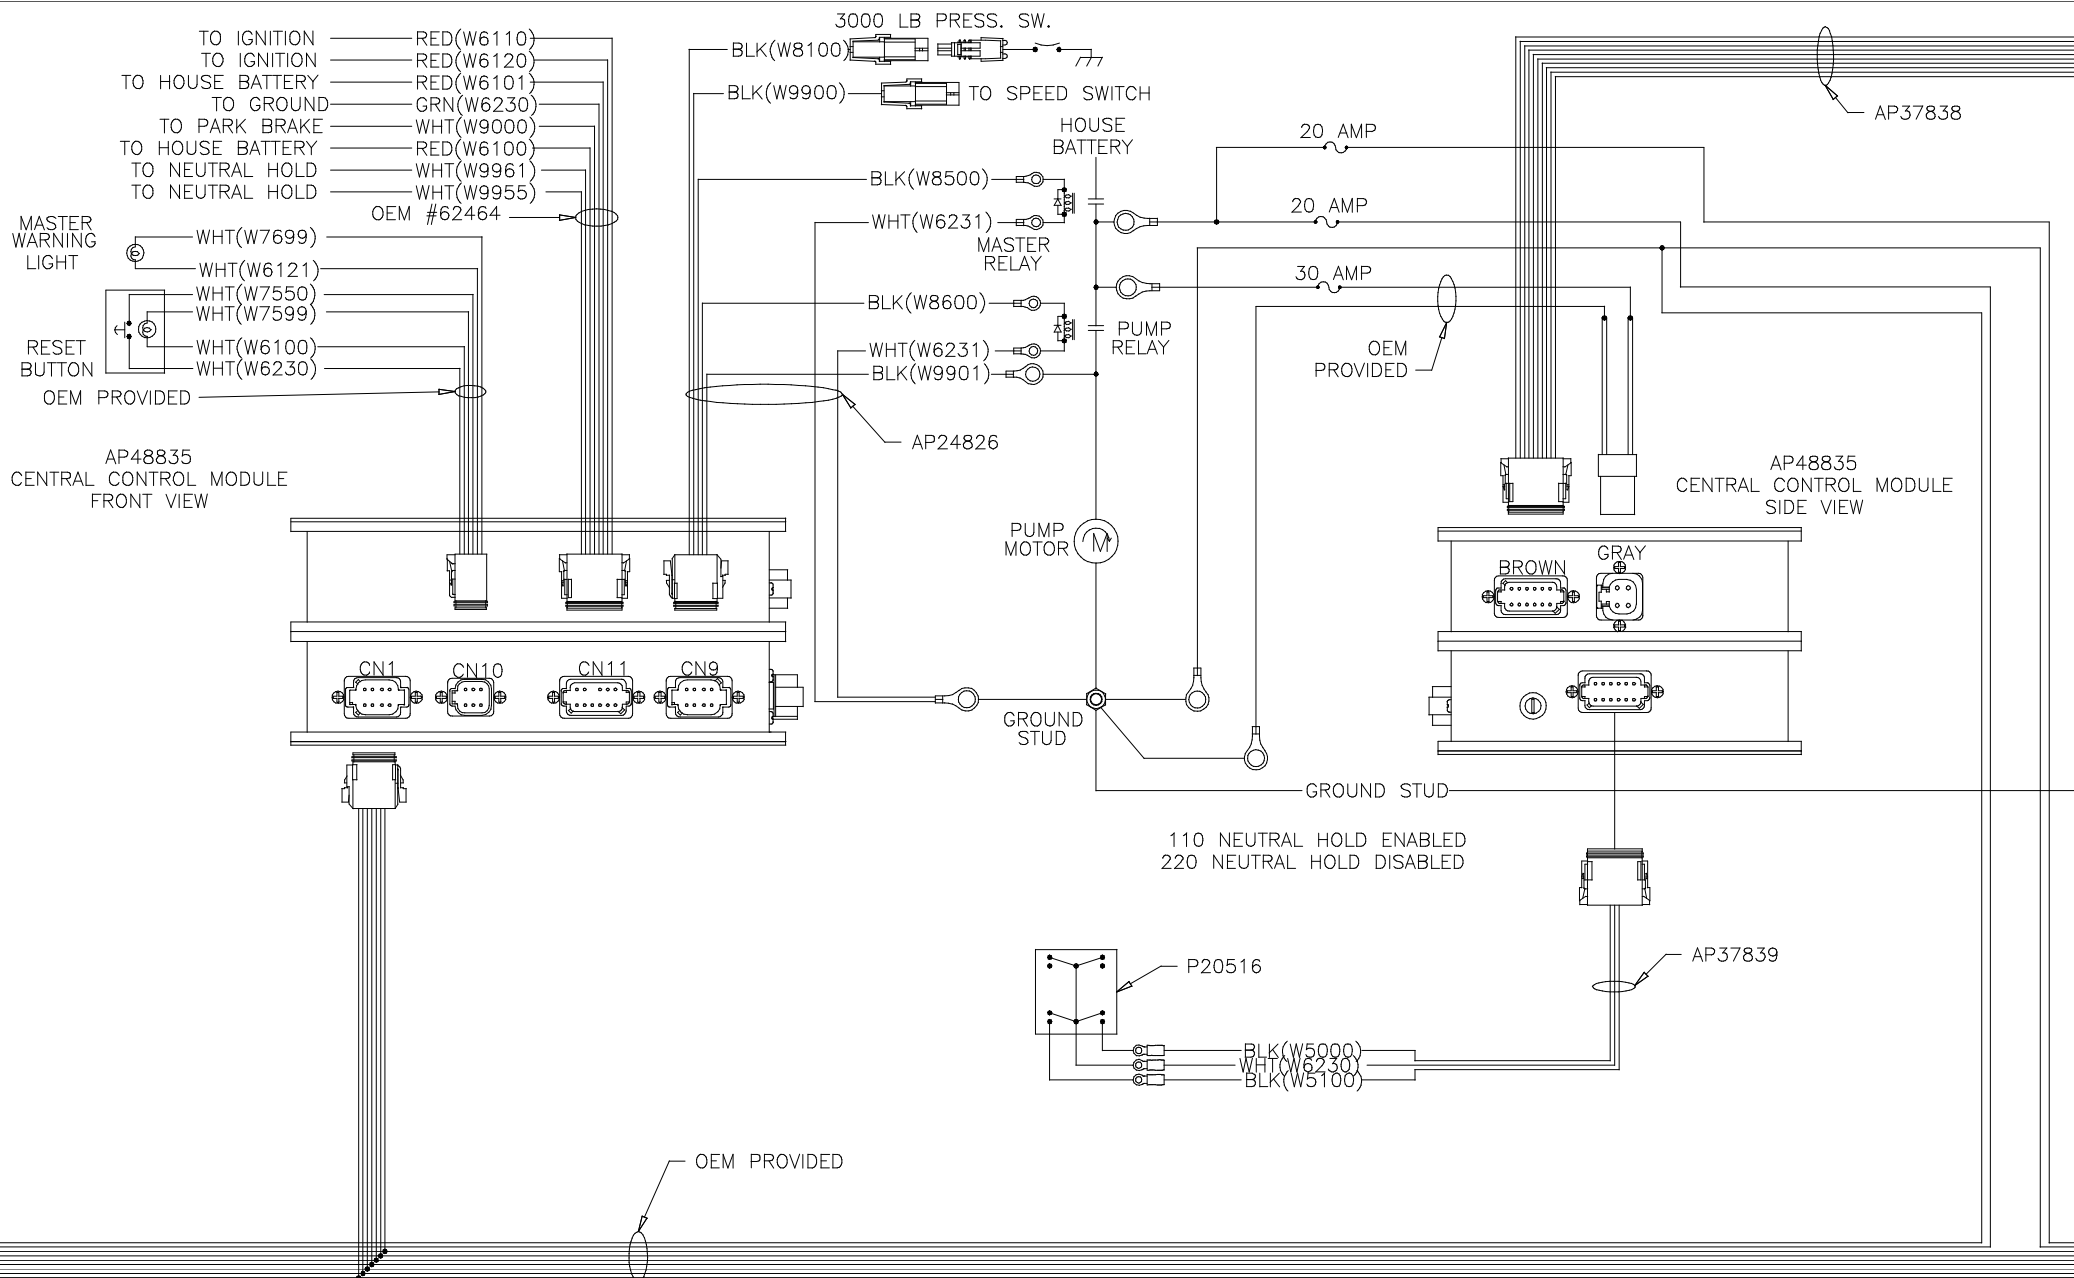 3000 LB PRESS. SW.
TO IGNITION RED(W6110)
TO IGNITION RED(W6120)
TO HOUSE BATTERY RED(W6101)
TO GROUND GRN(W6230)
TO PARK BRAKE WHT(W9000)
TO HOUSE BATTERY RED(W6100)
TO NEUTRAL HOLD WHT(W9961)
TO NEUTRAL HOLD WHT(W9955)
OEM #62464
BLK(W8100)
BLK(W9900) TO SPEED SWITCH
HOUSE
BATTERY
20 AMP
20 AMP
30 AMP
AP37838
MASTER
WARNING
LIGHT
WHT(W7699)
WHT(W6121)
WHT(W7550)
WHT(W7599)
WHT(W6100)
WHT(W6230)
RESET
BUTTON
OEM PROVIDED
BLK(W8500)
WHT(W6231)
MASTER
RELAY
BLK(W8600)
PUMP
RELAY
WHT(W6231)
BLK(W9901)
AP24826
OEM
PROVIDED
AP48835
CENTRAL CONTROL MODULE
FRONT VIEW
AP48835
CENTRAL CONTROL MODULE
SIDE VIEW
PUMP
MOTOR
M
BROWN
GRAY
CN1
CN10
CN11
CN9
GROUND
STUD
GROUND STUD
110 NEUTRAL HOLD ENABLED
220 NEUTRAL HOLD DISABLED
P20516
AP37839
BLK(W5000)
WHT(W6230)
BLK(W5100)
OEM PROVIDED